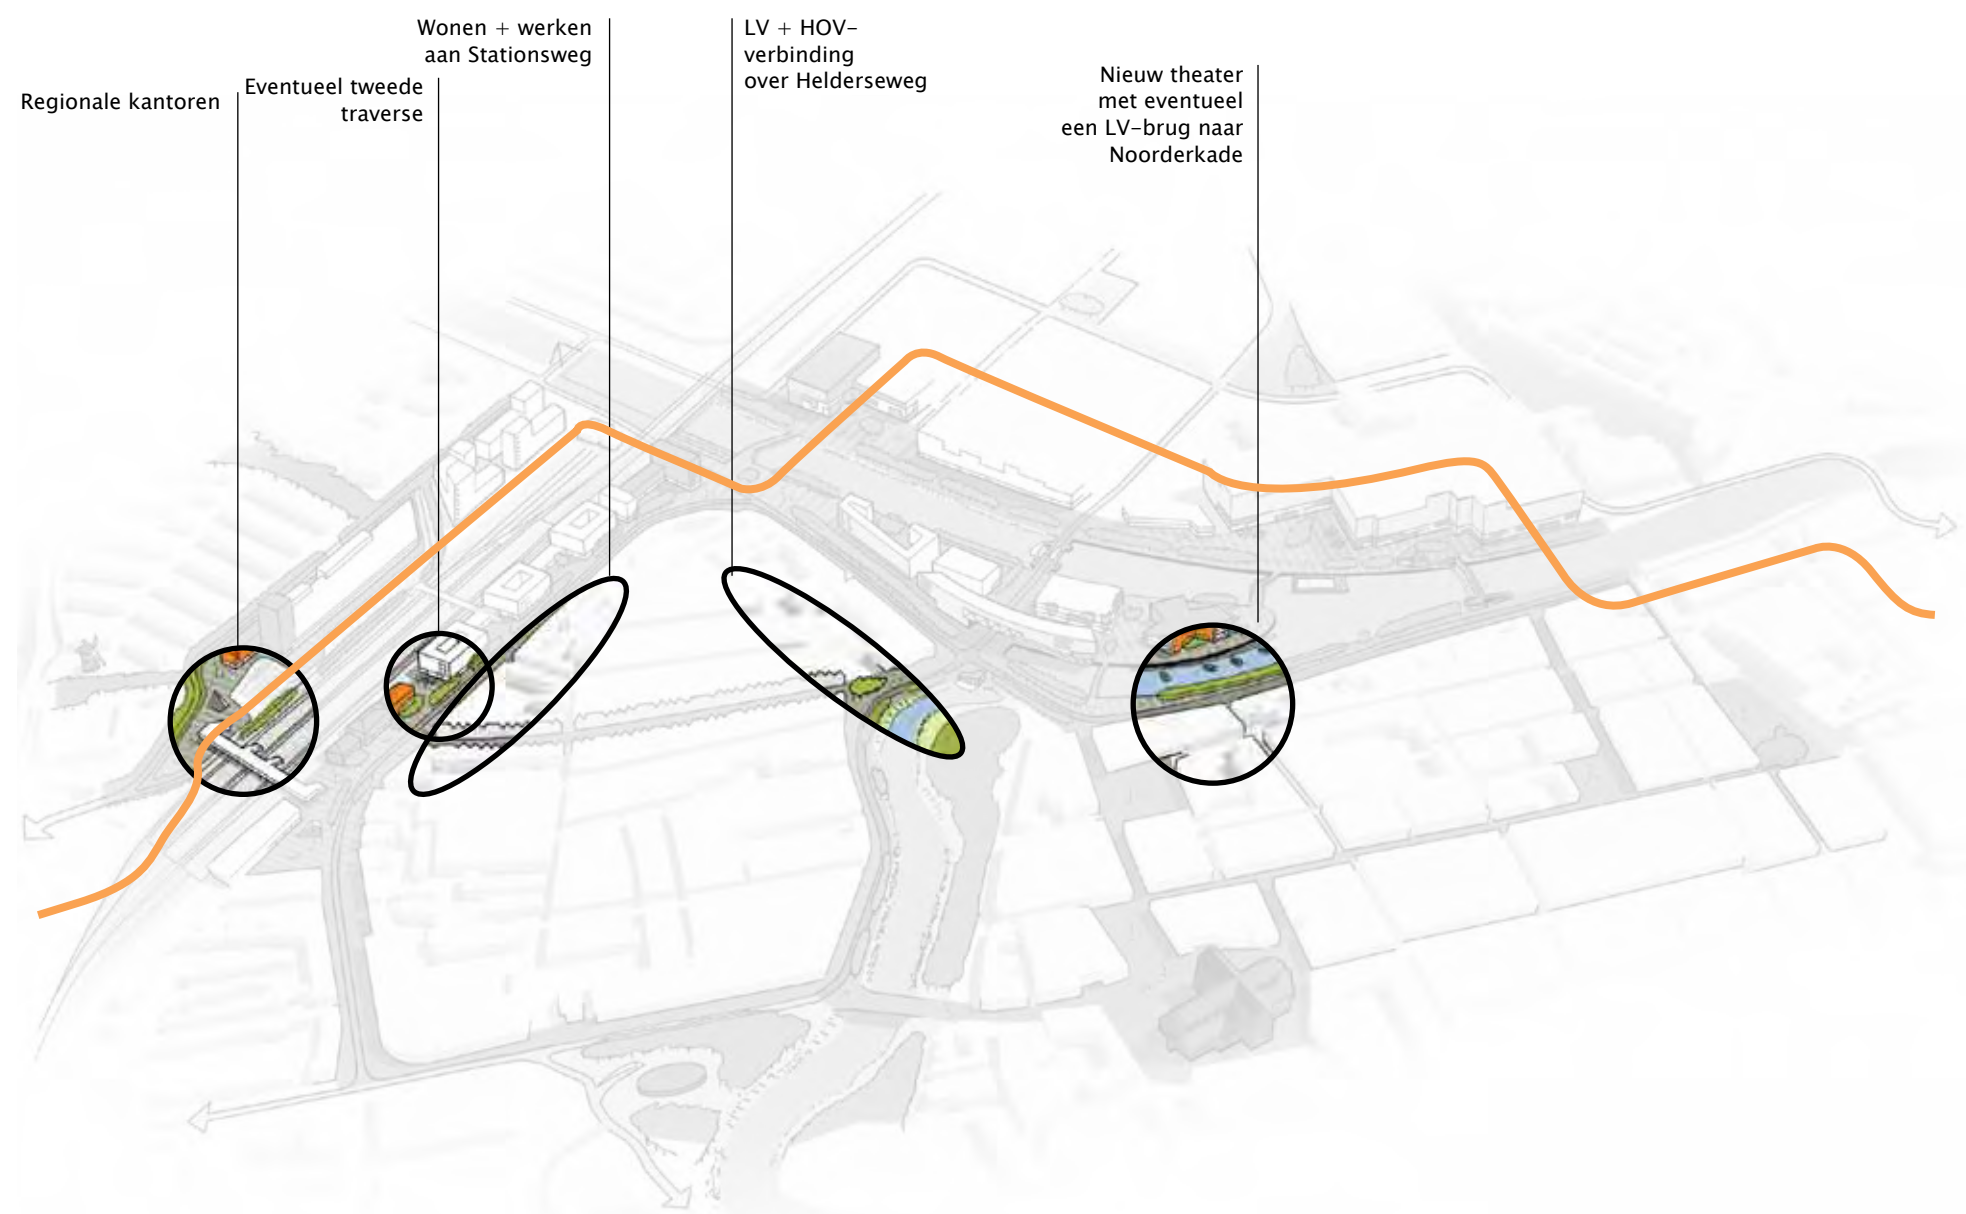 Regionale kantoren
Eventueel tweede
traverse
Wonen + werken
aan Stationsweg
LV + HOV-
verbinding
over Helderseweg
Nieuw theater
met eventueel
een LV-brug naar
Noorderkade